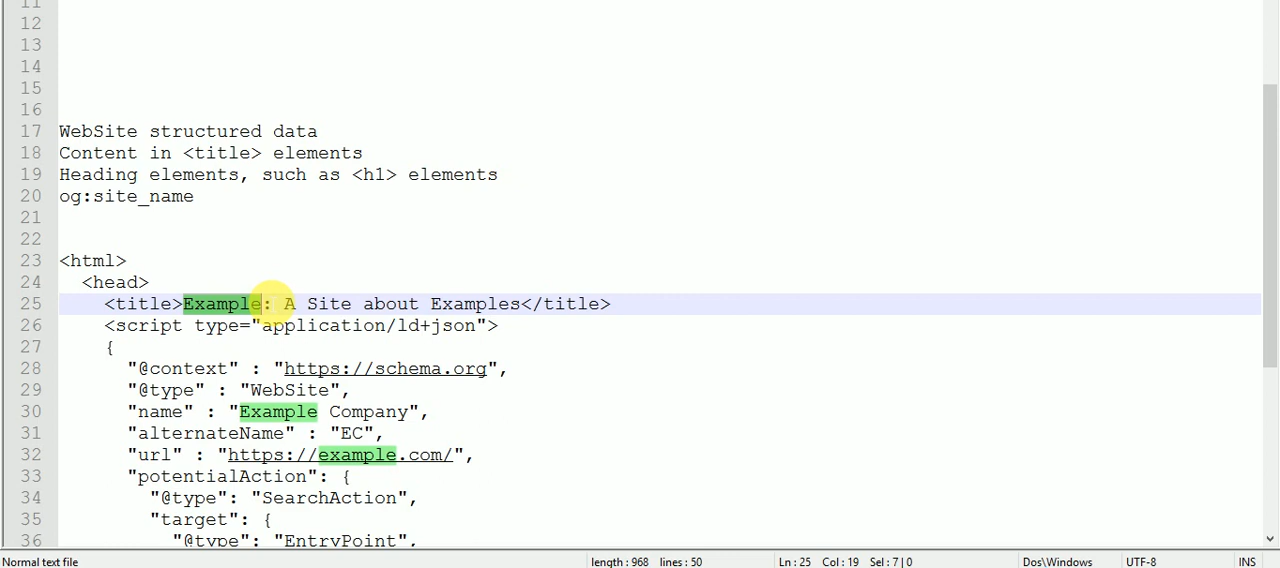 11
12
13
14
15
16
17 WebSite structured data
18 Content in <title> elements
19 Heading elements, such as <h1> elements
20 og:site_name
21
22
23 <html>
24 <head>
25 <title>Example: A Site about Examples</title>
26 <script type="application/ld+json">
27 {
28 "@context" : "https://schema.org",
29 "@type" : "WebSite",
30 "name" : "Example Company",
31 "alternateName" : "EC",
32 "url" : "https://example.com/",
33 "potentialAction": {
34 "@type": "SearchAction",
35 "target": {
36 "@type": "EntryPoint",
Normal text file length : 968 lines : 50 Ln : 25 Col : 19 Sel : 7 | 0 Dos\Windows UTF-8 INS